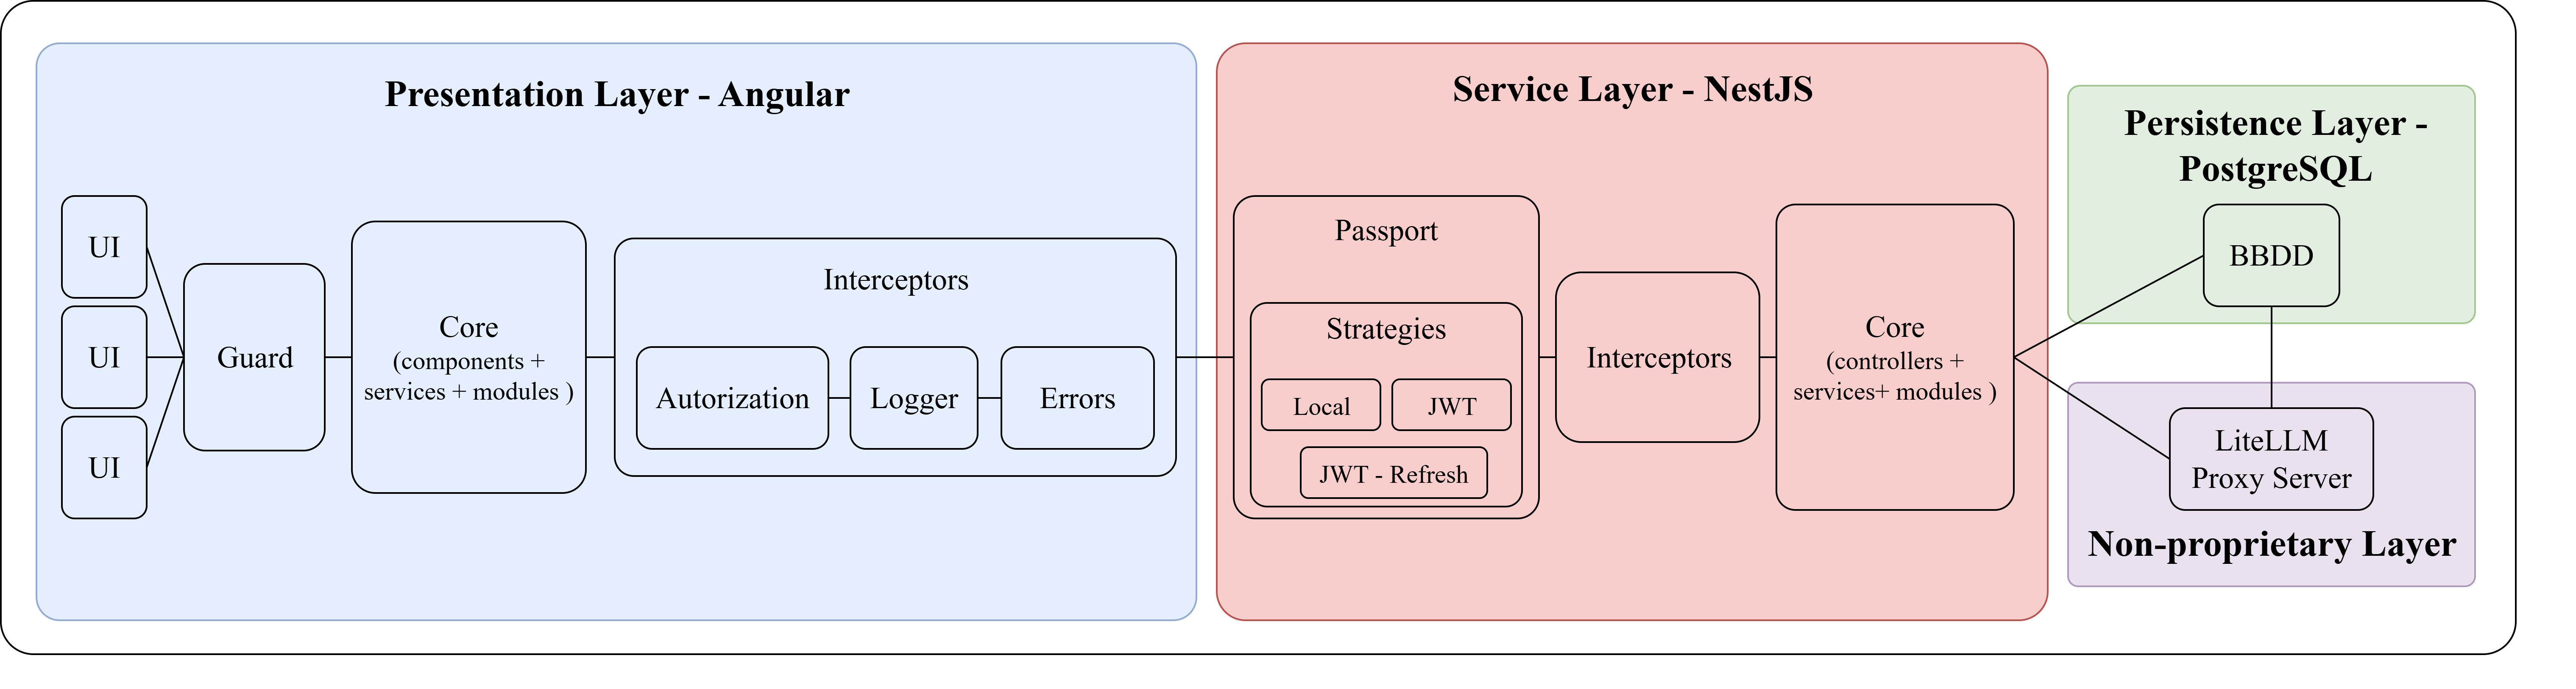 Presentation Layer - Angular
UI
UI
UI
Guard
Core
(components +
services + modules )
Interceptors
Autorization
Logger
Errors
Service Layer - NestJS
Passport
Strategies
Local
JWT
JWT - Refresh
Interceptors
Core
(controllers +
services+ modules )
Persistence Layer -
PostgreSQL
BBDD
LiteLLM
Proxy Server
Non-proprietary Layer